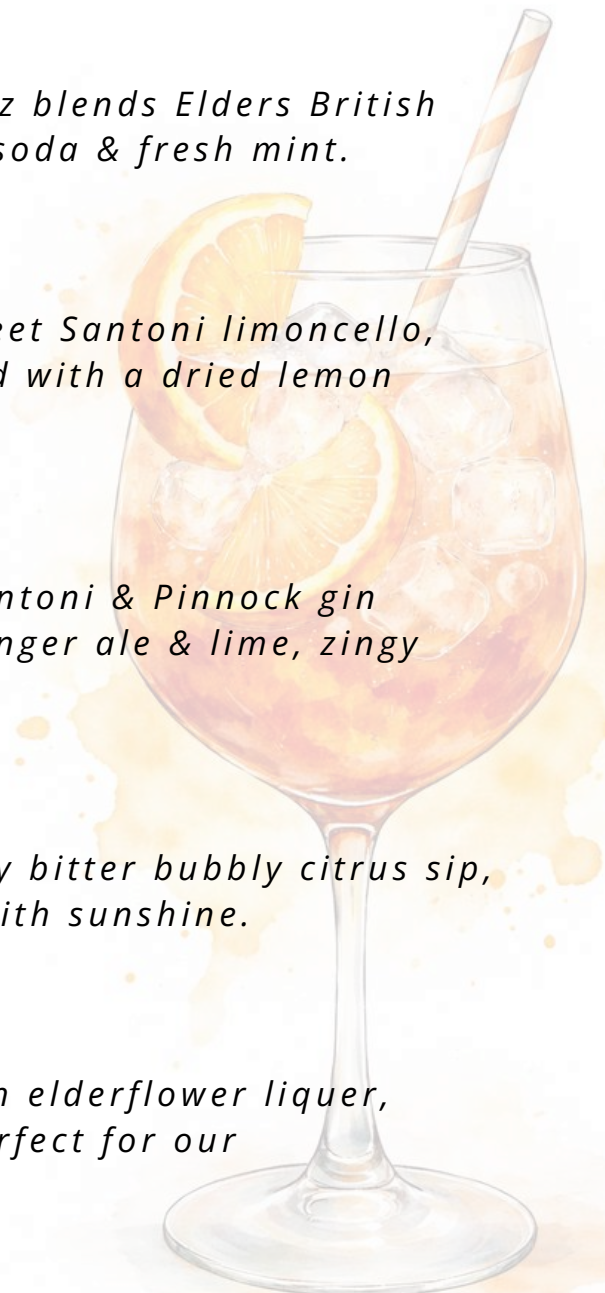 z blends Elders British
soda & fresh mint.
eet Santoni limoncello,
d with a dried lemon
ntoni & Pinnock gin
nger ale & lime, zingy
y bitter bubbly citrus sip,
ith sunshine.
n elderflower liquer,
rfect for our